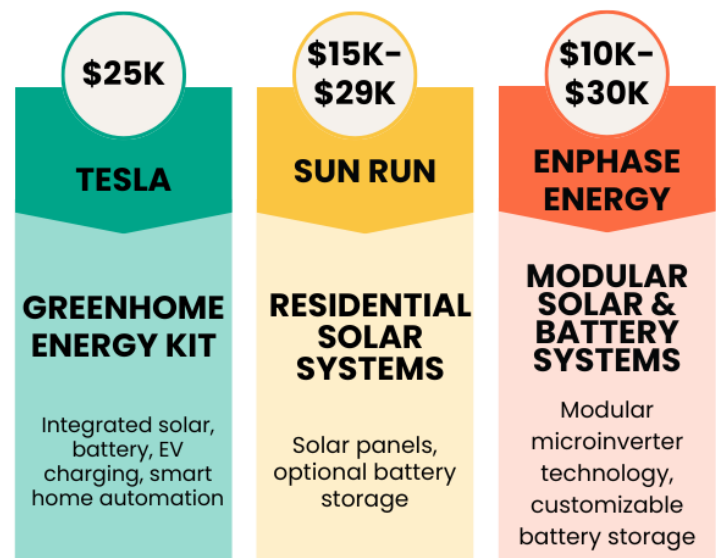 $25K
TESLA
GREENHOME
ENERGY KIT
Integrated solar,
battery, EV
charging, smart
home automation
$15K-
$29K
SUN RUN
RESIDENTIAL
SOLAR
SYSTEMS
Solar panels,
optional battery
storage
$10K-
$30K
ENPHASE
ENERGY
MODULAR
SOLAR &
BATTERY
SYSTEMS
Modular
microinverter
technology,
customizable
battery storage